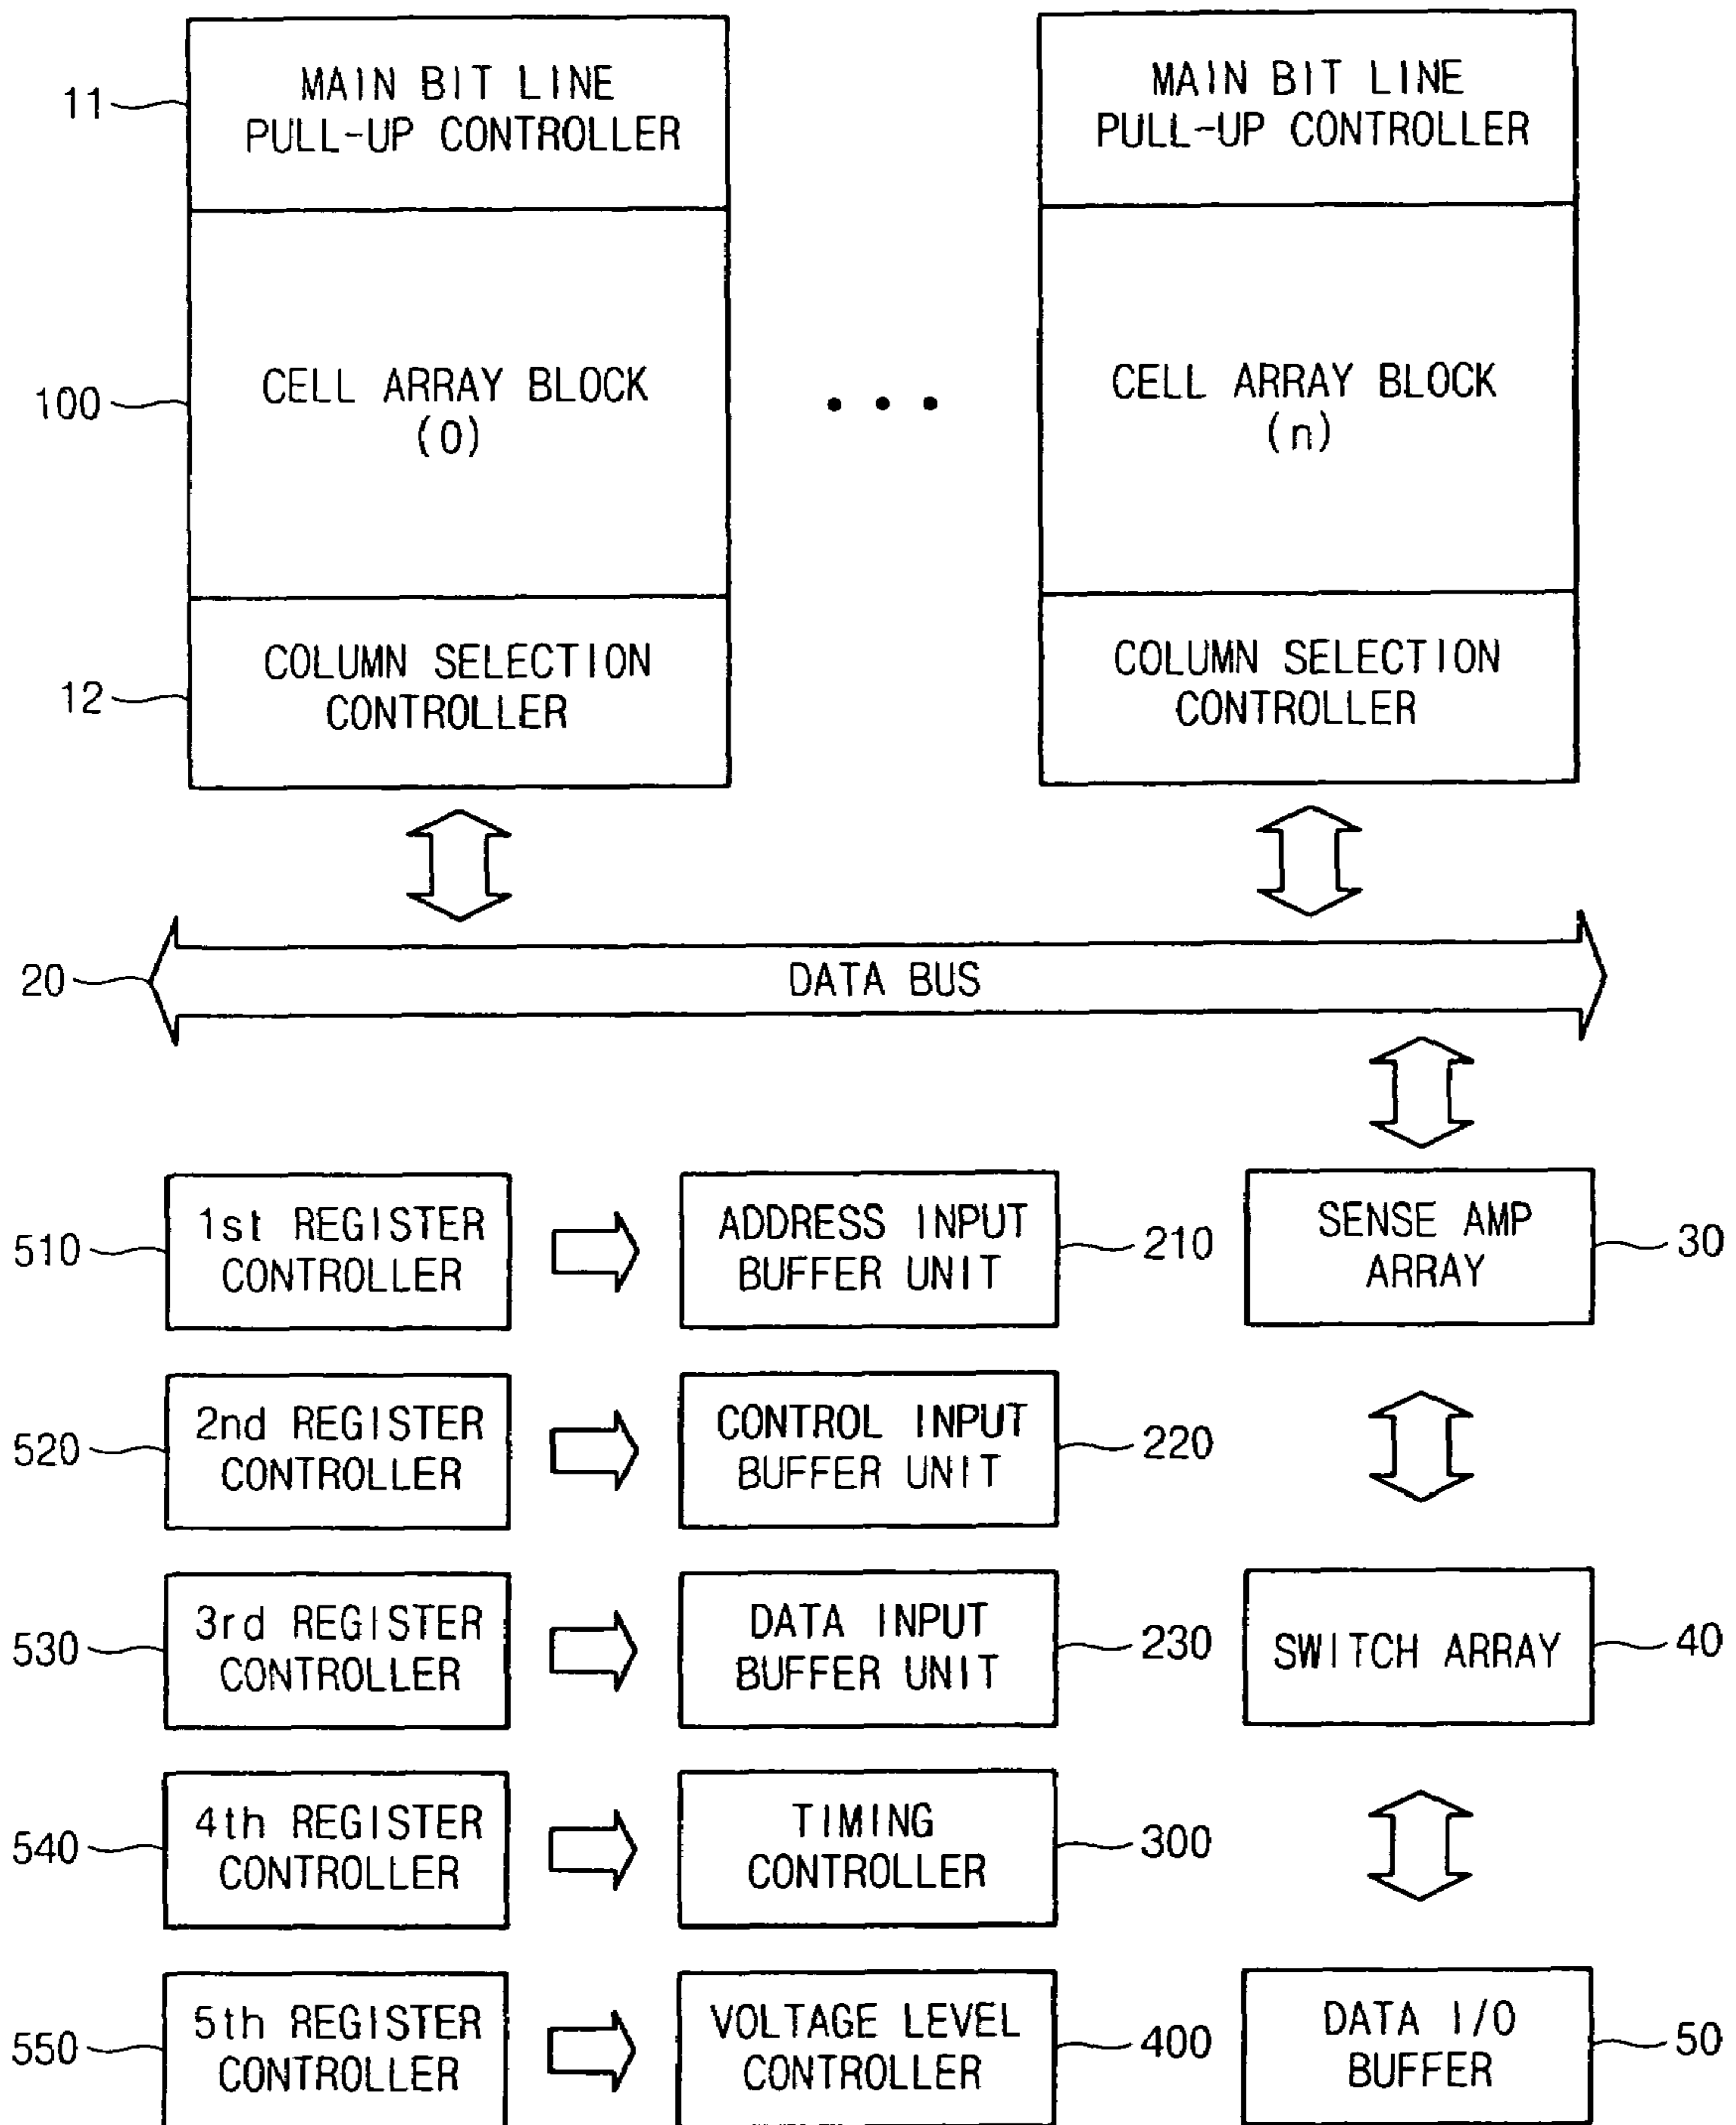 11
MAIN BIT LINE
PULL-UP CONTROLLER
MAIN BIT LINE
PULL-UP CONTROLLER
100
CELL ARRAY BLOCK
(0)
• • •
CELL ARRAY BLOCK
(n)
12
COLUMN SELECTION
CONTROLLER
COLUMN SELECTION
CONTROLLER
20
DATA BUS
510
1st REGISTER
CONTROLLER
ADDRESS INPUT
BUFFER UNIT
210
SENSE AMP
ARRAY
30
520
2nd REGISTER
CONTROLLER
CONTROL INPUT
BUFFER UNIT
220
530
3rd REGISTER
CONTROLLER
DATA INPUT
BUFFER UNIT
230
SWITCH ARRAY
40
540
4th REGISTER
CONTROLLER
TIMING
CONTROLLER
300
550
5th REGISTER
CONTROLLER
VOLTAGE LEVEL
CONTROLLER
400
DATA I/O
BUFFER
50